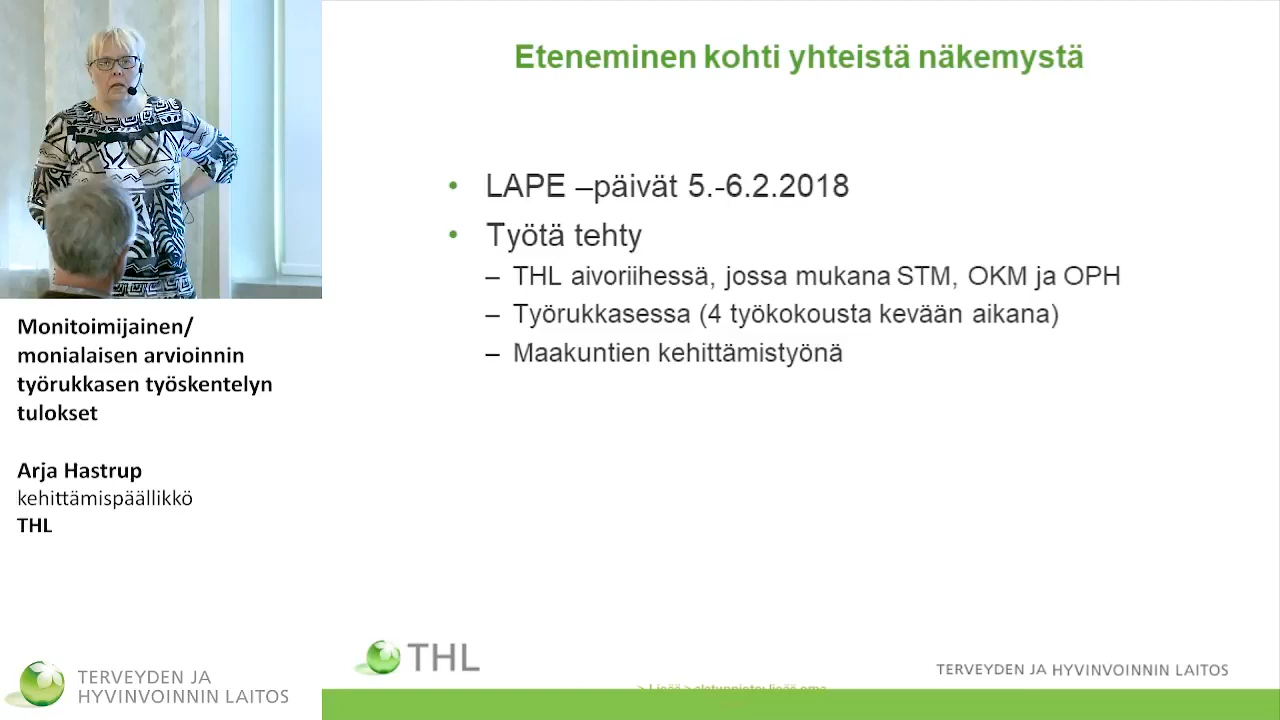 Eteneminen kohti yhteistä näkemystä
• LAPE –päivät 5.-6.2.2018
• Työtä tehty
– THL aivoriihessä, jossa mukana STM, OKM ja OPH
– Työrukkasessa (4 työkokousta kevään aikana)
– Maakuntien kehittämistyönä
Monitoimijainen/
monialaisen arvioinnin
työrukkasen työskentelyn
tulokset
Arja Hastrup
kehittämispäällikkö
THL
TERVEYDEN JA
HYVINVOINNIN LAITOS
THL
TERVEYDEN JA HYVINVOINNIN LAITOS